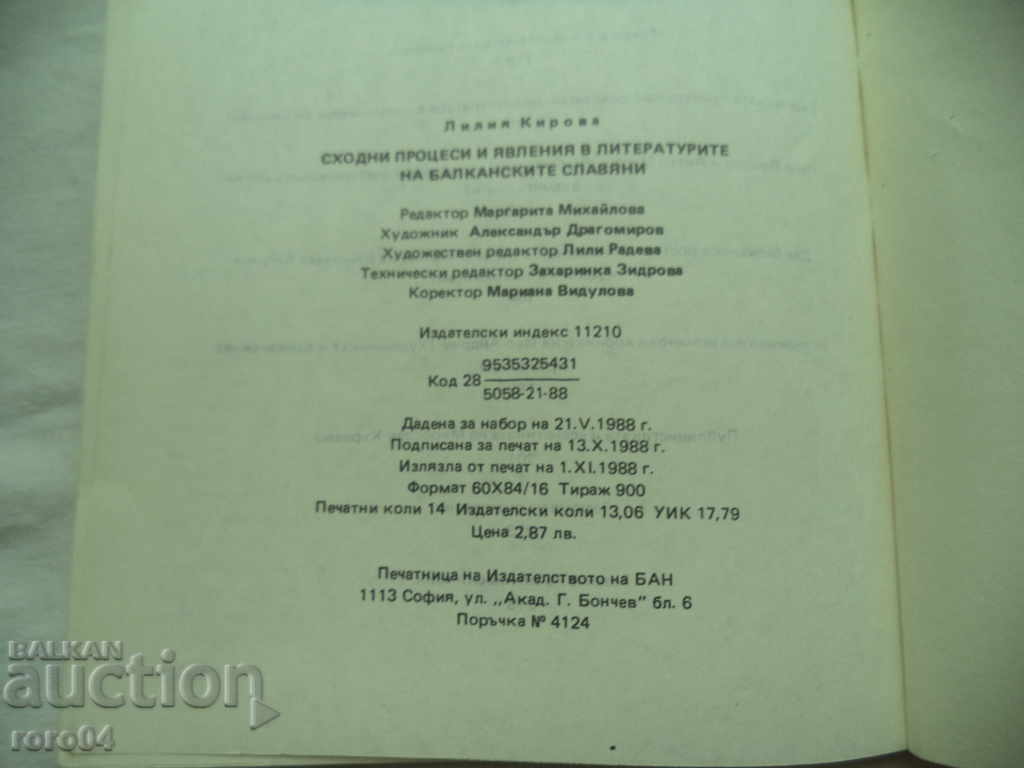 Лилия Кирова
СХОДНИ ПРОЦЕСИ И ЯВЛЕНИЯ В ЛИТЕРАТУРИТЕ
НА БАЛКАНСКИТЕ СЛАВЯНИ
Редактор Маргарита Михайлова
Художник Александър Драгомиров
Художествен редактор Лили Радева
Технически редактор Захаринка Зидрова
Коректор Мариана Видулова
Издателски индекс 11210
9535325431
Код 28
5058-21-88
Дадена за набор на 21.V.1988 г.
Подписана за печат на 13.X.1988 г.
Излязла от печат на 1.XI.1988 г.
Формат 60X84/16 Тираж 900
Печатни коли 14 Издателски коли 13,06 УИК 17,79
Цена 2,87 лв.
Печатница на Издателството на БАН
1113 София, ул. „Акад. Г. Бончев" бл. 6
Поръчка № 4124
BALKAN
auction
roro04